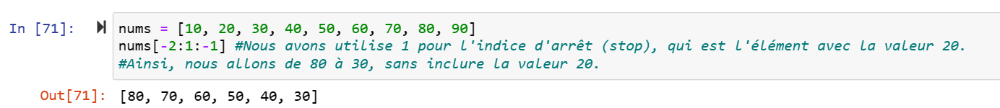 In [71]: nums = [10, 20, 30, 40, 50, 60, 70, 80, 90]
nums[-2:1:-1] #Nous avons utilise 1 pour l'indice d'arrêt (stop), qui est l'élément avec la valeur 20.
#Ainsi, nous allons de 80 à 30, sans inclure la valeur 20.
Out[71]: [80, 70, 60, 50, 40, 30]